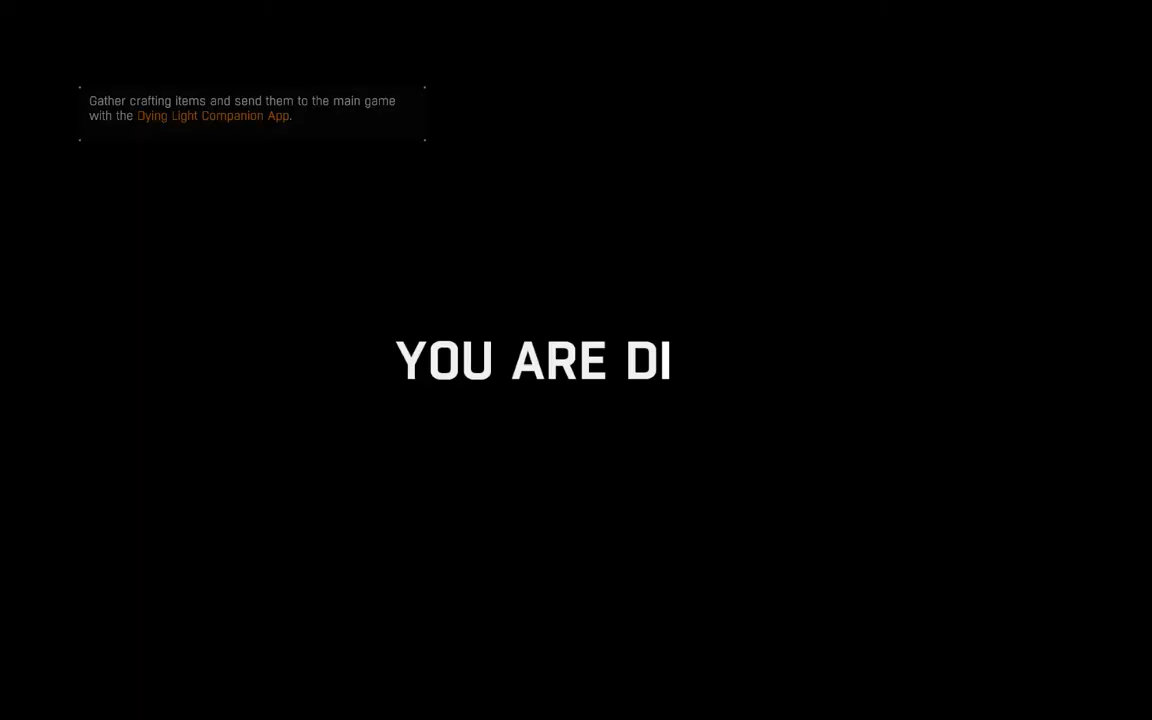 Gather crafting items and send them to the main game
with the Dying Light Companion App.
YOU ARE DI